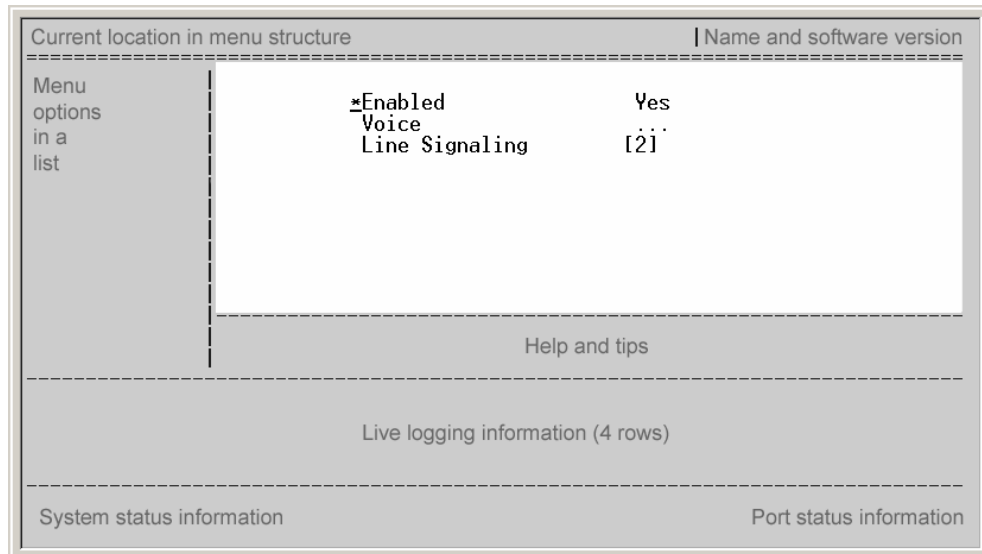 Current location in menu structure | Name and software version
Menu
options
in a
list
*Enabled Yes
Voice ...
Line Signaling [2]
Help and tips
Live logging information (4 rows)
System status information Port status information